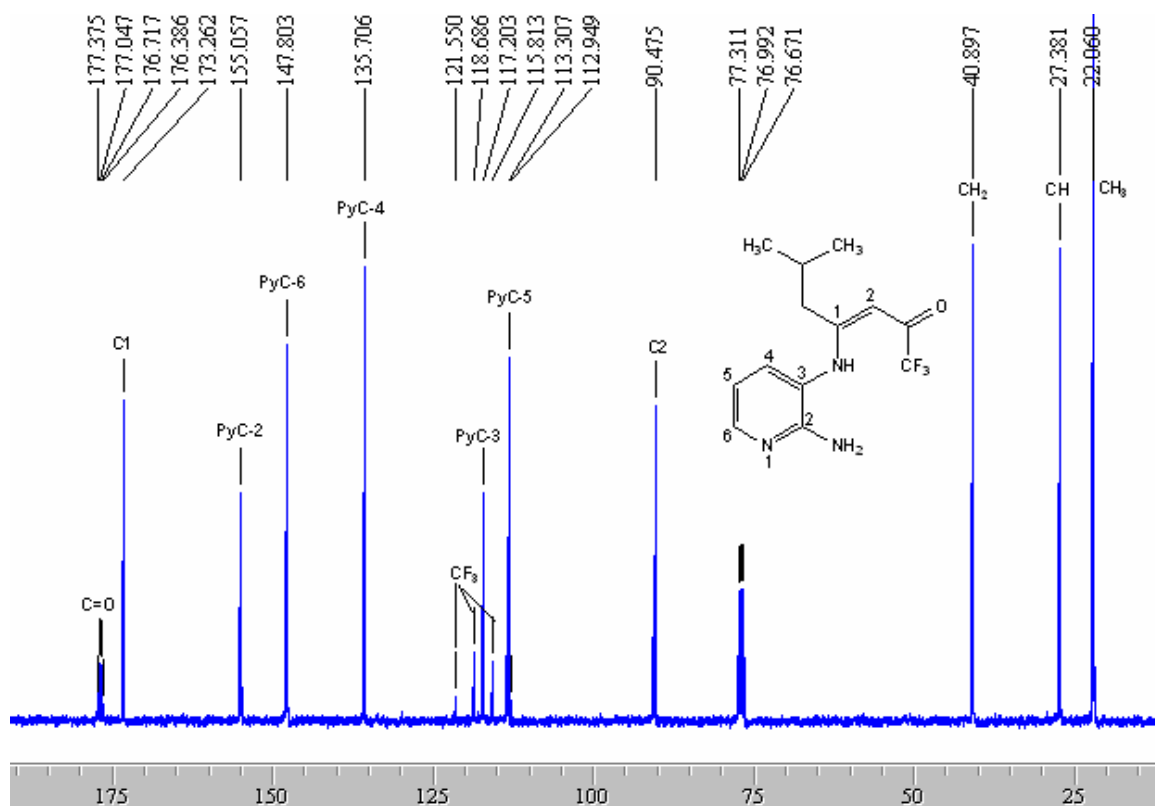 177.375
177.047
176.717
176.386
173.262
155.057
147.803
135.706
121.550
118.686
117.203
115.813
113.307
112.949
90.475
77.311
76.992
76.671
40.897
27.381
22.060
CH₂
CH
CH₃
PyC-4
PyC-6
PyC-5
C1
C2
PyC-2
PyC-3
CF₃
C=O
H₃C
CH₃
1
2
O
CF₃
NH
4
3
5
6
2
N
1
NH₂
175
150
125
100
75
50
25